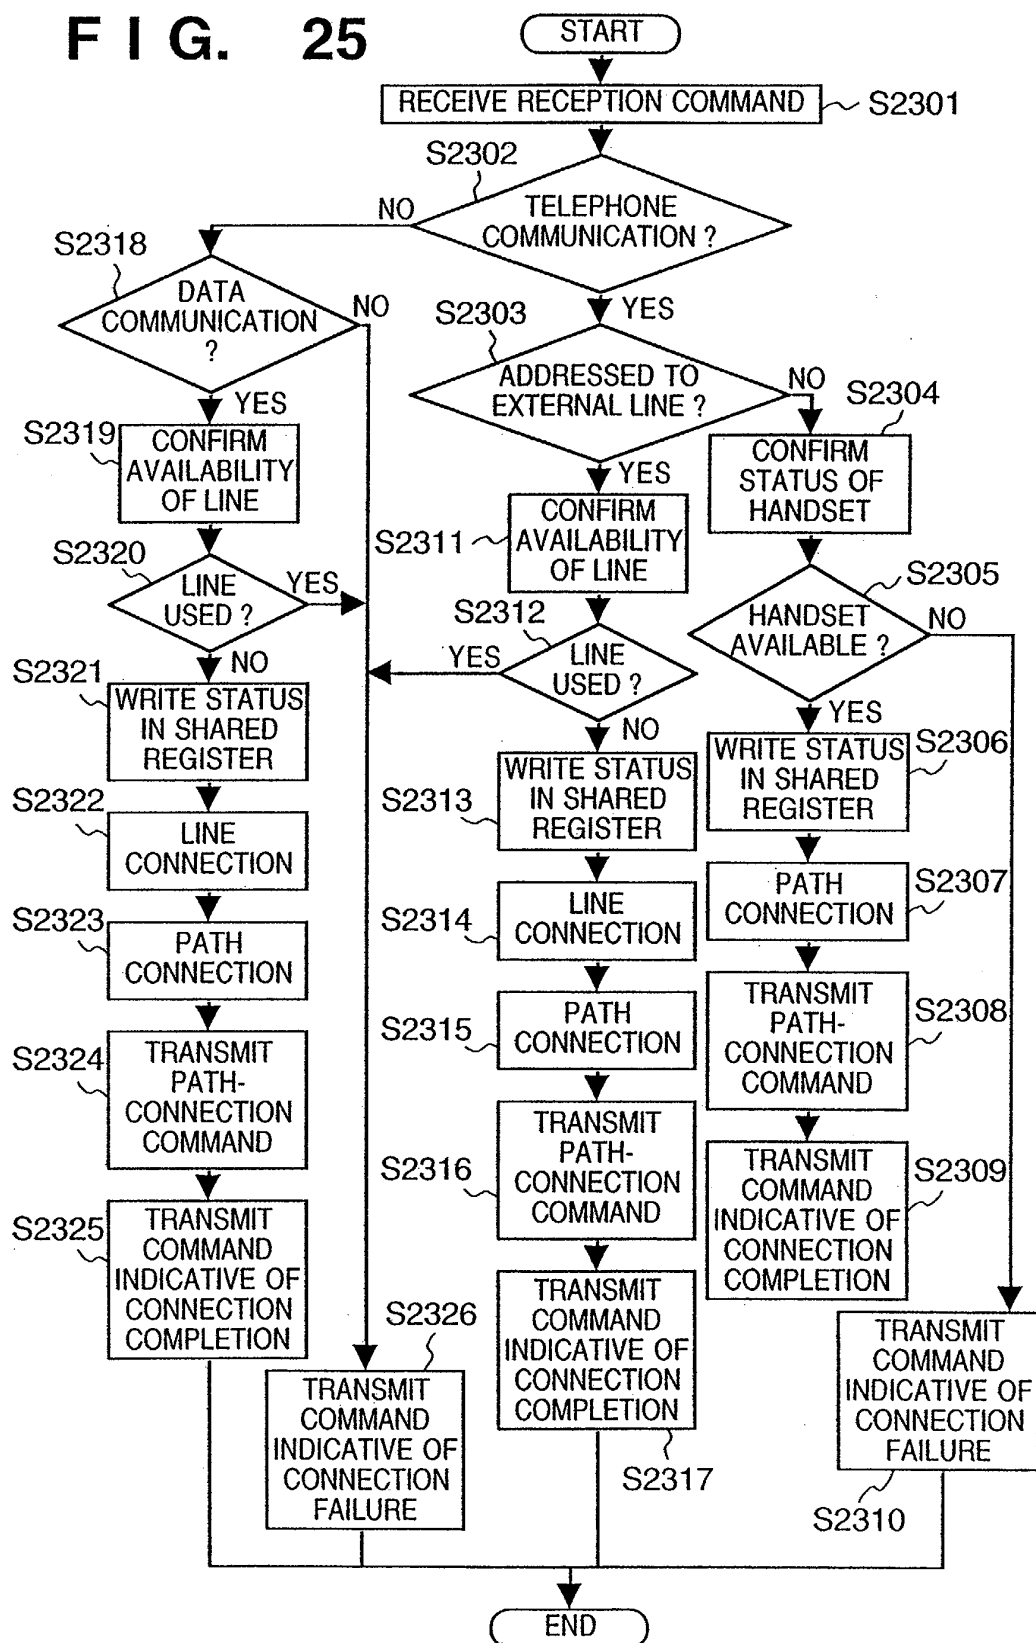 FIG. 25
START
RECEIVE RECEPTION COMMAND
S2301
S2302
TELEPHONE
COMMUNICATION ?
NO
YES
S2318
DATA
COMMUNICATION
?
NO
YES
S2303
ADDRESSED TO
EXTERNAL LINE ?
NO
YES
S2304
CONFIRM
STATUS OF
HANDSET
S2319
CONFIRM
AVAILABILITY
OF LINE
S2311
CONFIRM
AVAILABILITY
OF LINE
S2305
HANDSET
AVAILABLE ?
NO
YES
S2320
LINE
USED ?
YES
NO
S2312
LINE
USED ?
YES
NO
S2321
WRITE STATUS
IN SHARED
REGISTER
S2322
LINE
CONNECTION
S2323
PATH
CONNECTION
S2324
TRANSMIT
PATH-
CONNECTION
COMMAND
S2325
TRANSMIT
COMMAND
INDICATIVE OF
CONNECTION
COMPLETION
S2326
TRANSMIT
COMMAND
INDICATIVE OF
CONNECTION
FAILURE
S2313
WRITE STATUS
IN SHARED
REGISTER
S2314
LINE
CONNECTION
S2315
PATH
CONNECTION
S2316
TRANSMIT
PATH-
CONNECTION
COMMAND
TRANSMIT
COMMAND
INDICATIVE OF
CONNECTION
COMPLETION
S2317
S2306
WRITE STATUS
IN SHARED
REGISTER
S2307
PATH
CONNECTION
S2308
TRANSMIT
PATH-
CONNECTION
COMMAND
S2309
TRANSMIT
COMMAND
INDICATIVE OF
CONNECTION
COMPLETION
TRANSMIT
COMMAND
INDICATIVE OF
CONNECTION
FAILURE
S2310
END